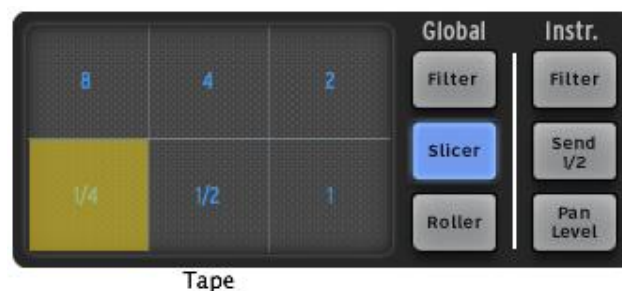 Global Instr.
8 4 2 Filter Filter
Slicer Send
1/2
1/4 1/2 1 Roller Pan
Level
Tape